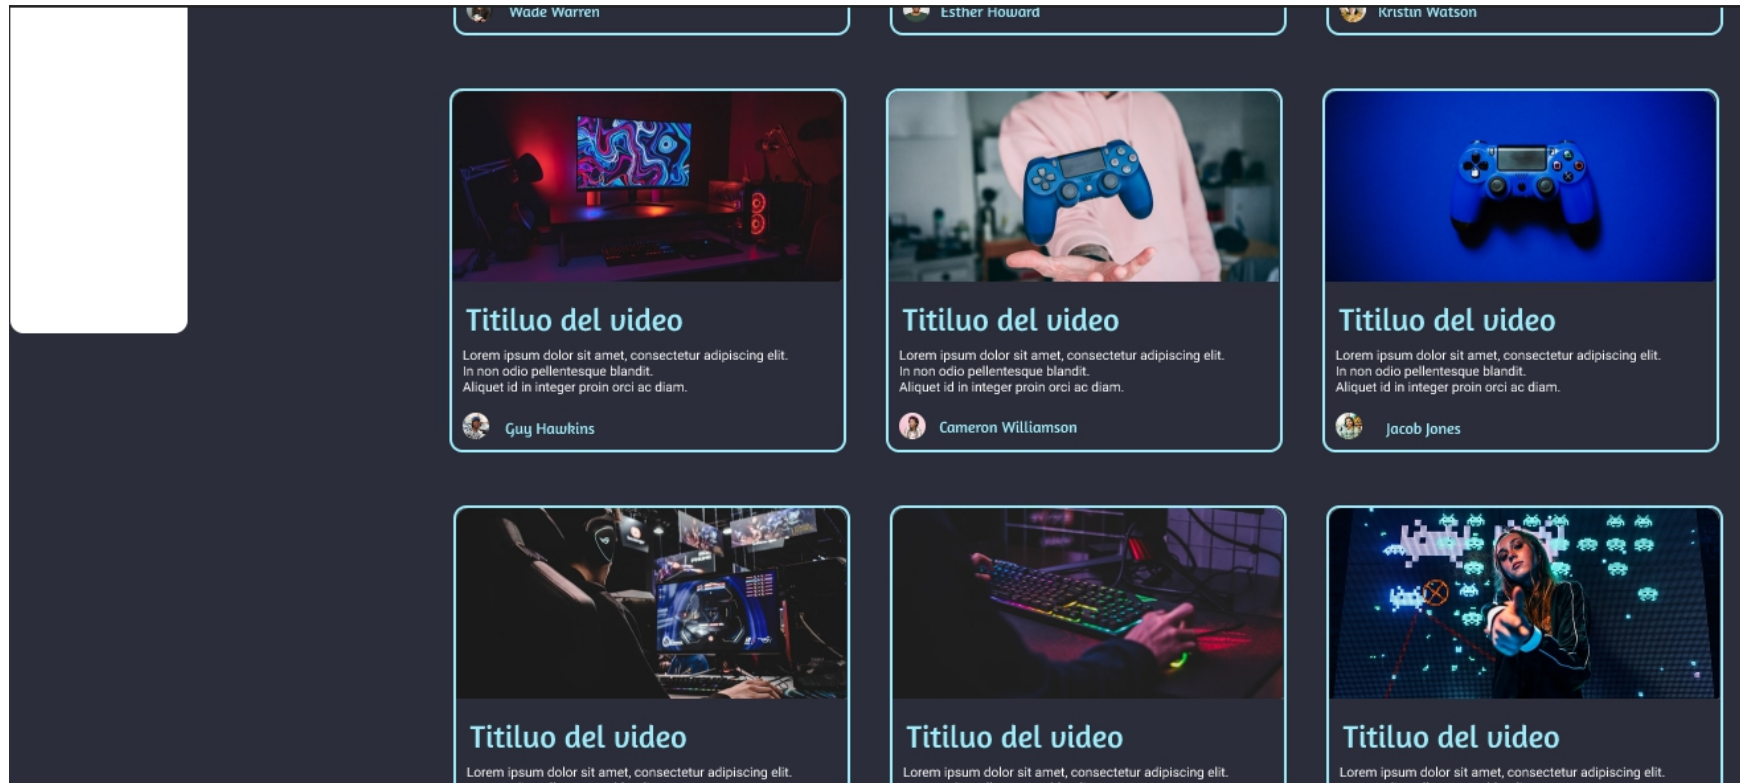 Wade Warren
Esther Howard
Kristin Watson
Titiluo del video
Lorem ipsum dolor sit amet, consectetur adipiscing elit.
In non odio pellentesque blandit.
Aliquet id in integer proin orci ac diam.
Guy Hawkins
Titiluo del video
Lorem ipsum dolor sit amet, consectetur adipiscing elit.
In non odio pellentesque blandit.
Aliquet id in integer proin orci ac diam.
Cameron Williamson
Titiluo del video
Lorem ipsum dolor sit amet, consectetur adipiscing elit.
In non odio pellentesque blandit.
Aliquet id in integer proin orci ac diam.
Jacob Jones
Titiluo del video
Lorem ipsum dolor sit amet, consectetur adipiscing elit.
Titiluo del video
Lorem ipsum dolor sit amet, consectetur adipiscing elit.
Titiluo del video
Lorem ipsum dolor sit amet, consectetur adipiscing elit.